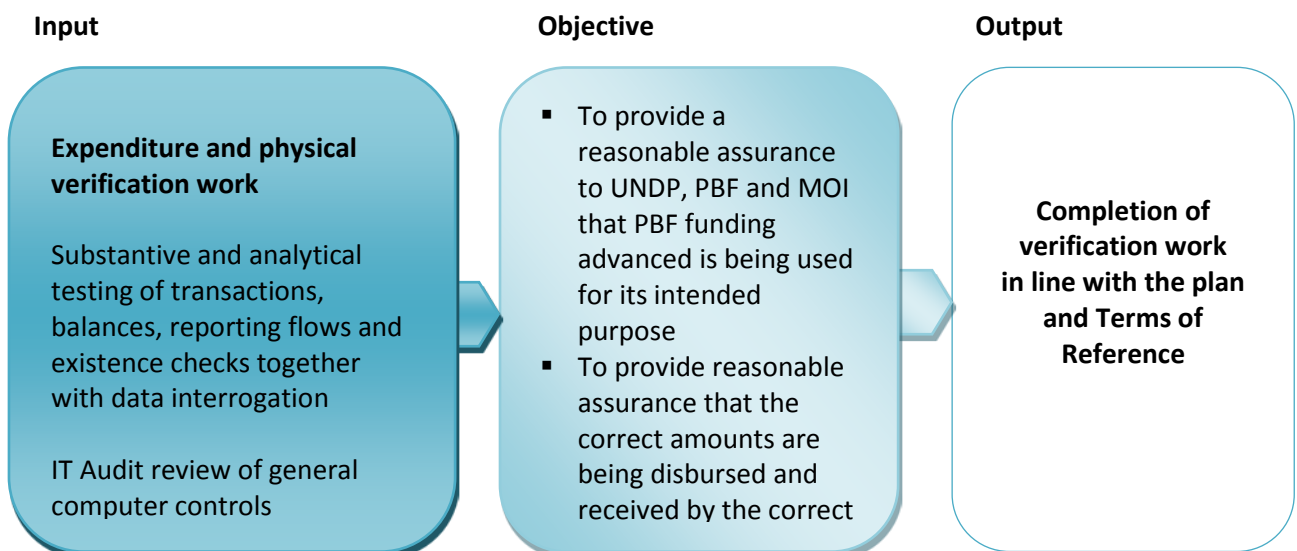 Input
Objective
Output
Expenditure and physical
verification work
Substantive and analytical
testing of transactions,
balances, reporting flows and
existence checks together
with data interrogation
IT Audit review of general
computer controls
▪ To provide a
reasonable assurance
to UNDP, PBF and MOI
that PBF funding
advanced is being used
for its intended
purpose
▪ To provide reasonable
assurance that the
correct amounts are
being disbursed and
received by the correct
Completion of
verification work
in line with the plan
and Terms of
Reference